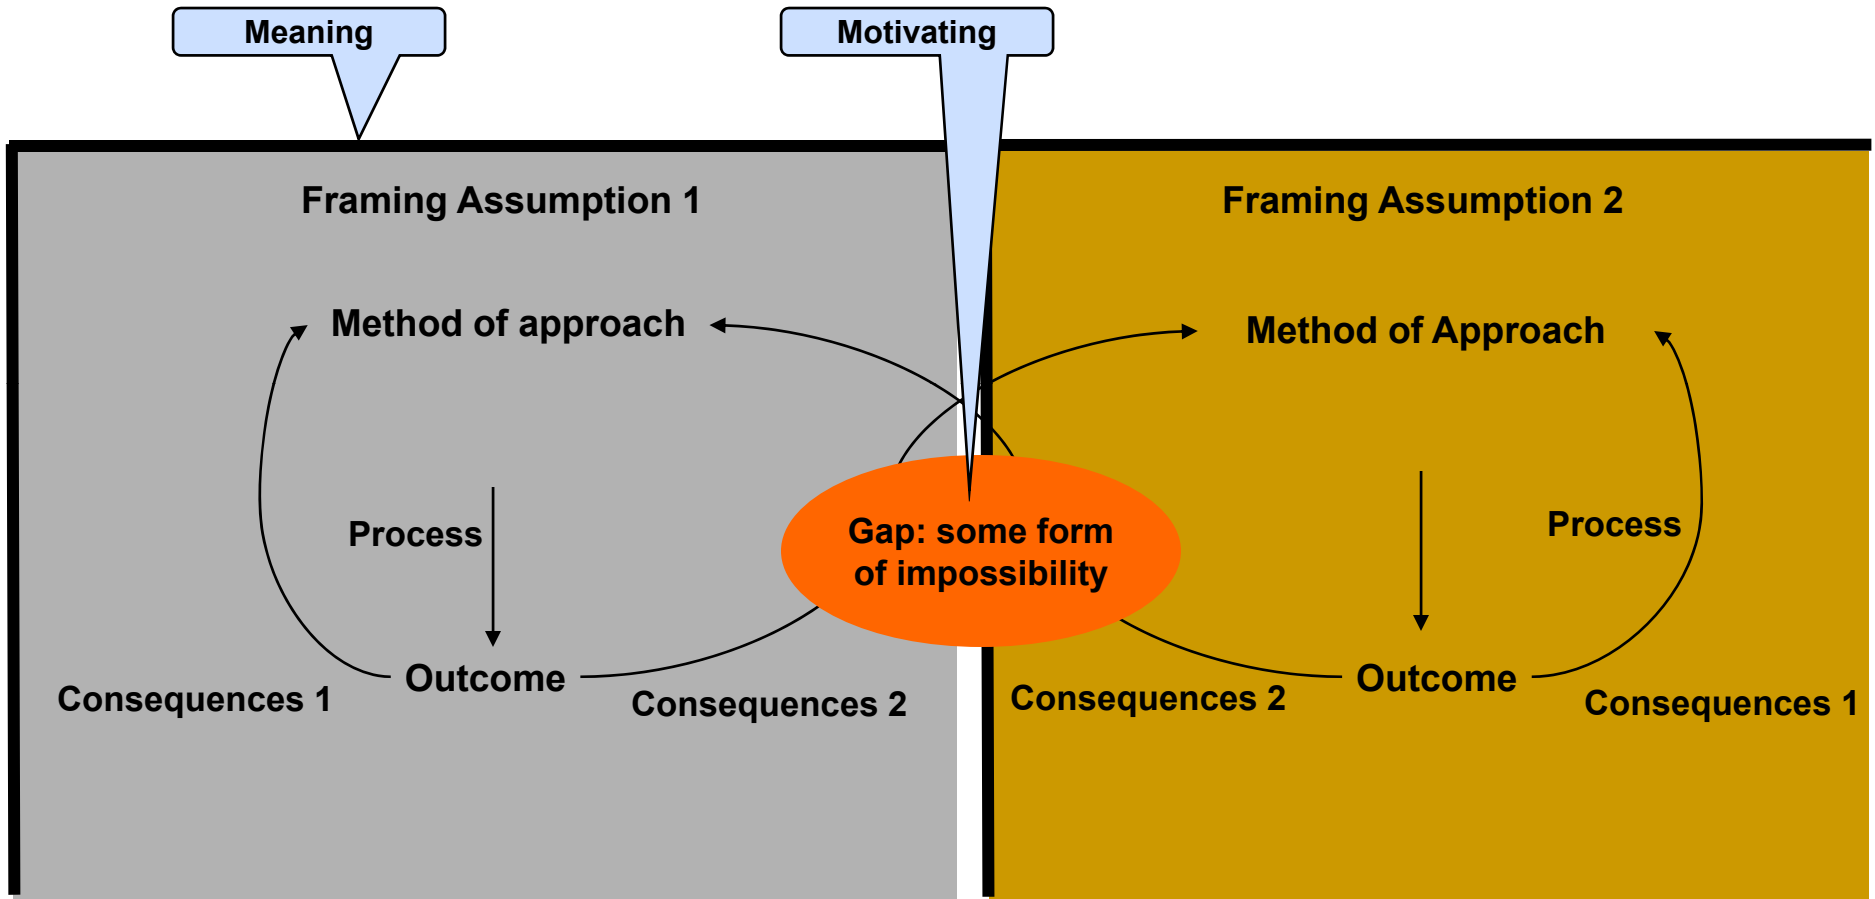 Meaning
Motivating
Framing Assumption 1
Framing Assumption 2
Method of approach
Method of Approach
Process
Gap: some form
of impossibility
Process
Outcome
Consequences 1
Consequences 2
Outcome
Consequences 2
Consequences 1